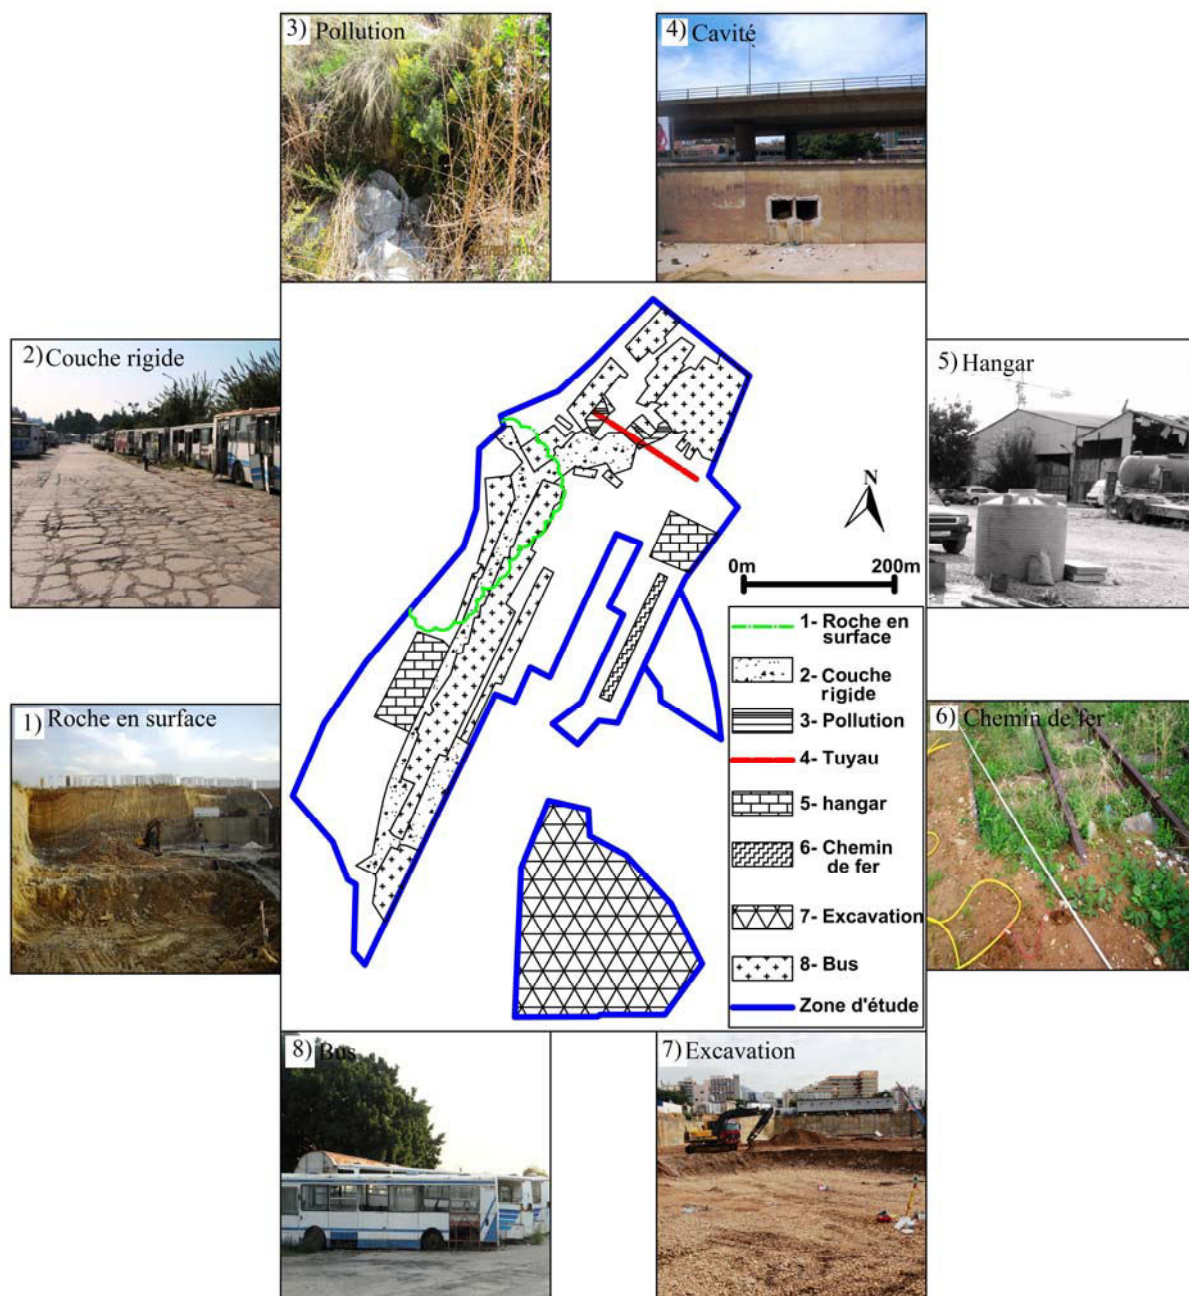 3) Pollution
4) Cavité
2) Couche rigide
5) Hangar
N
0m 200m
1- Roche en
surface
2- Couche
rigide
3- Pollution
4- Tuyau
5- hangar
6- Chemin
de fer
7- Excavation
8- Bus
Zone d'étude
1) Roche en surface
6) Chemin de fer
8) Bus
7) Excavation